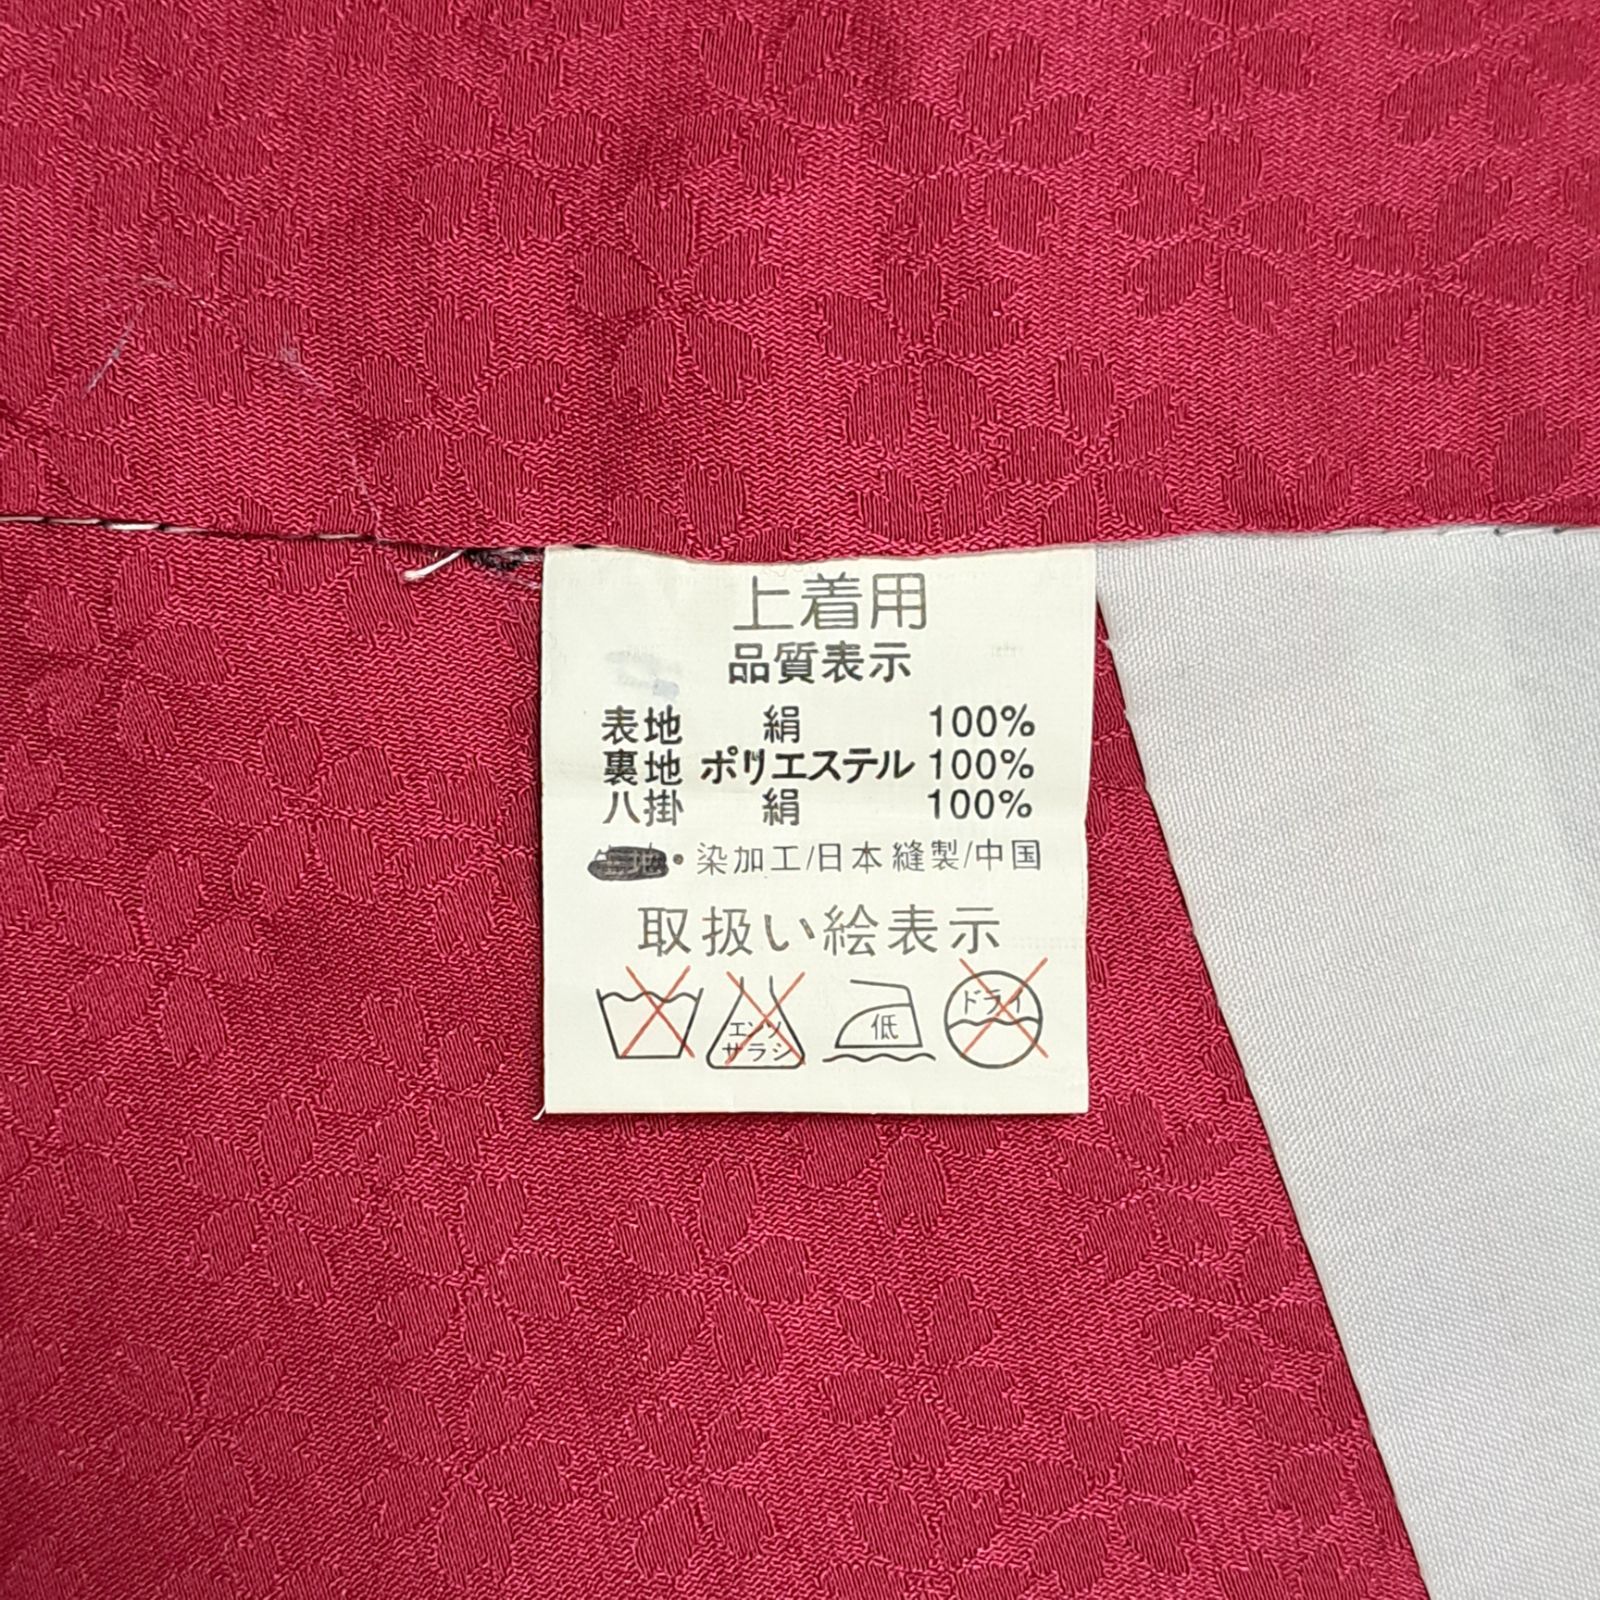 上着用
品質表示
表地 絹 100%
裏地 ポリエステル 100%
八掛 絹 100%
生地・染加工/日本 縫製/中国
取扱い絵表示
エンソ
サラシ
低
ドライ